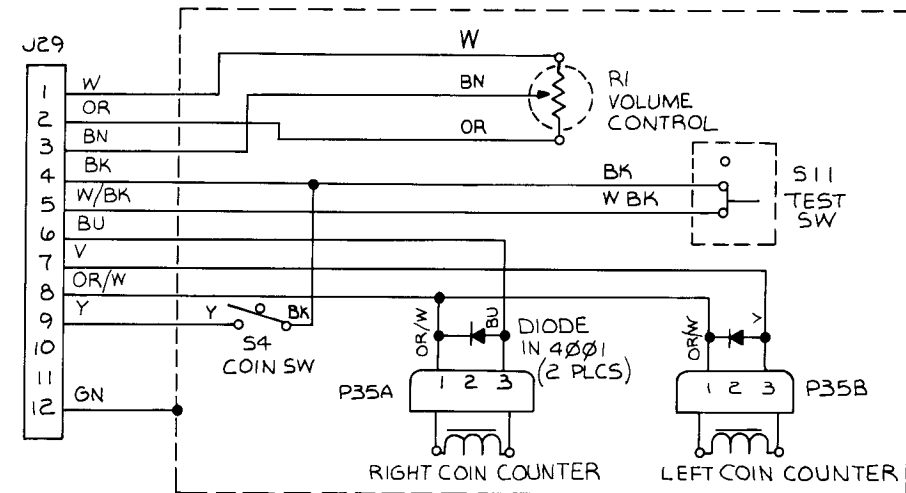 J29
1 W
2 OR
3 BN
4 BK
5 W/BK
6 BU
7 V
8 OR/W
9 Y
10
11
12 GN
W
BN
OR
R1
VOLUME
CONTROL
BK
W BK
S11
TEST
SW
Y
BK
S4
COIN SW
OR/W
BU
DIODE
IN 4001
(2 PLCS)
OR/W
V
P35A
1 2 3
1 2 3
P35B
RIGHT COIN COUNTER
LEFT COIN COUNTER